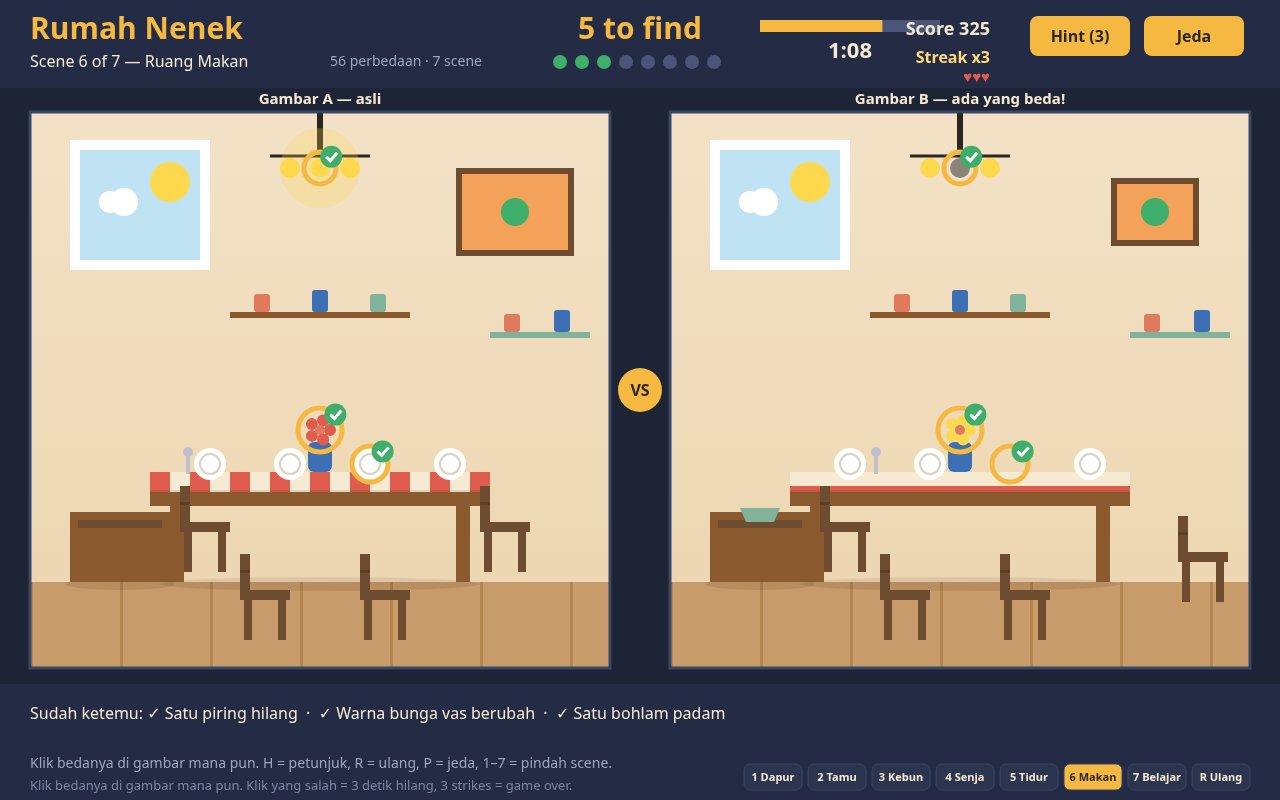 Rumah Nenek
Scene 6 of 7 — Ruang Makan
56 perbedaan · 7 scene
5 to find
1:08
Score 325
Streak x3
♥♥♥
Hint (3)
Jeda
Gambar A — asli
Gambar B — ada yang beda!
VS
Sudah ketemu: ✓ Satu piring hilang · ✓ Warna bunga vas berubah · ✓ Satu bohlam padam
Klik bedanya di gambar mana pun. H = petunjuk, R = ulang, P = jeda, 1–7 = pindah scene.
Klik bedanya di gambar mana pun. Klik yang salah = 3 detik hilang, 3 strikes = game over.
1 Dapur
2 Tamu
3 Kebun
4 Senja
5 Tidur
6 Makan
7 Belajar
R Ulang